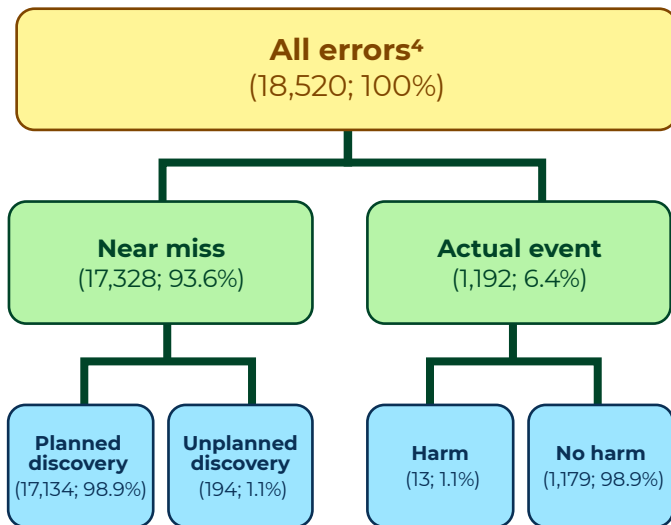 All errors⁴
(18,520; 100%)
Near miss
(17,328; 93.6%)
Actual event
(1,192; 6.4%)
Planned
discovery
(17,134; 98.9%)
Unplanned
discovery
(194; 1.1%)
Harm
(13; 1.1%)
No harm
(1,179; 98.9%)